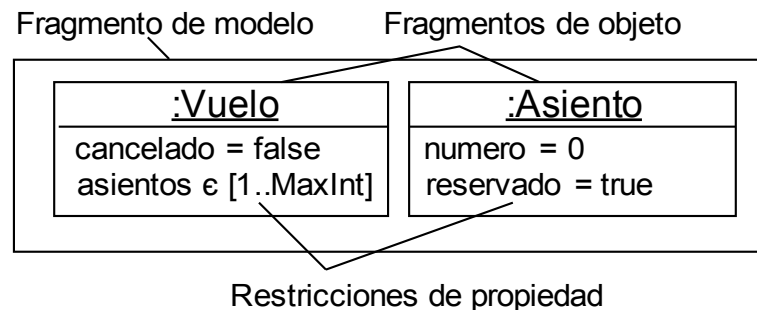 Fragmento de modelo
Fragmentos de objeto
:Vuelo
cancelado = false
asientos є [1..MaxInt]
:Asiento
numero = 0
reservado = true
Restricciones de propiedad